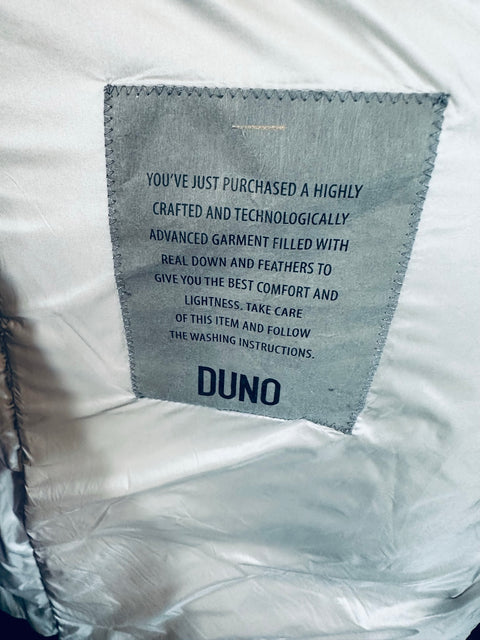 YOU'VE JUST PURCHASED A HIGHLY
CRAFTED AND TECHNOLOGICALLY
ADVANCED GARMENT FILLED WITH
REAL DOWN AND FEATHERS TO
GIVE YOU THE BEST COMFORT AND
LIGHTNESS. TAKE CARE
OF THIS ITEM AND FOLLOW
THE WASHING INSTRUCTIONS.
DUNO